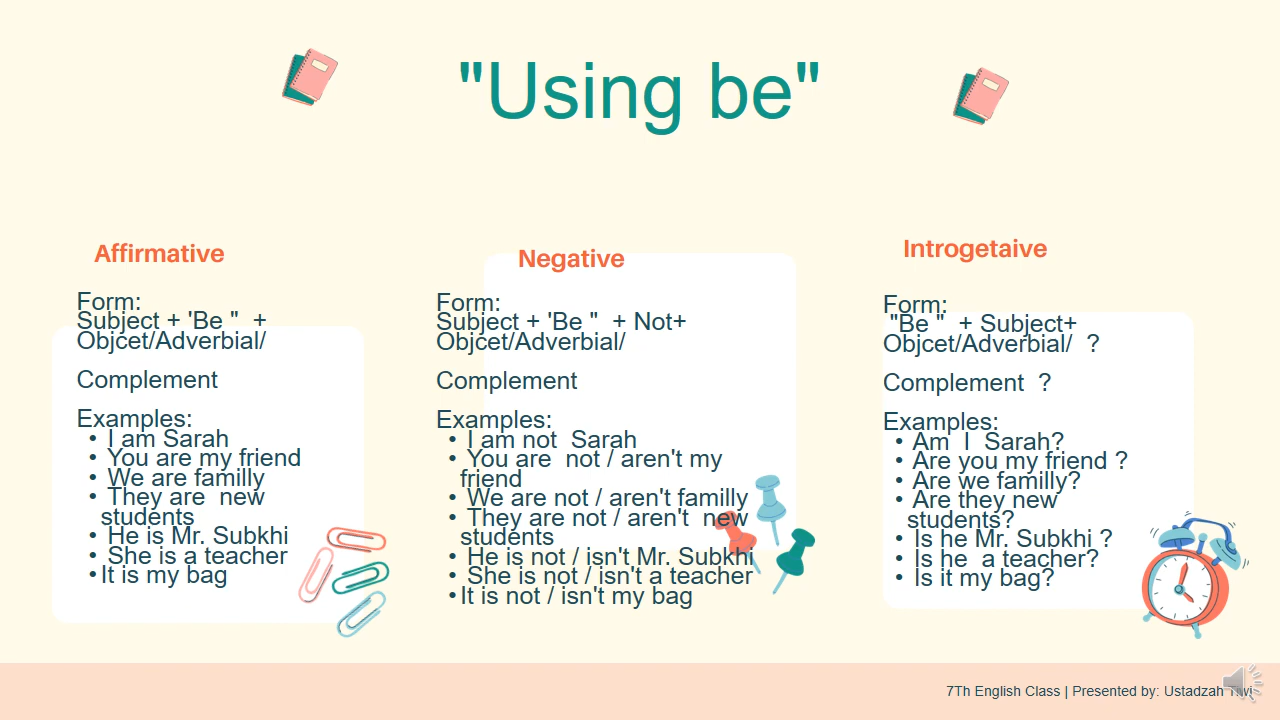 "Using be"
Affirmative
Form:
Subject + 'Be "  +
Objcet/Adverbial/
Complement
Examples:
• I am Sarah
• You are my friend
• We are familly
• They are  new
students
• He is Mr. Subkhi
• She is a teacher
•It is my bag
Negative
Form:
Subject + 'Be "  + Not+
Objcet/Adverbial/
Complement
Examples:
• I am not  Sarah
• You are  not / aren't my
friend
• We are not / aren't familly
• They are not / aren't  new
students
• He is not / isn't Mr. Subkhi
• She is not / isn't a teacher
•It is not / isn't my bag
Introgetaive
Form:
"Be "  + Subject+
Objcet/Adverbial/  ?
Complement  ?
Examples:
• Am  I  Sarah?
• Are you my friend ?
• Are we familly?
• Are they new
students?
• Is he Mr. Subkhi ?
• Is he  a teacher?
• Is it my bag?
7Th English Class | Presented by: Ustadzah